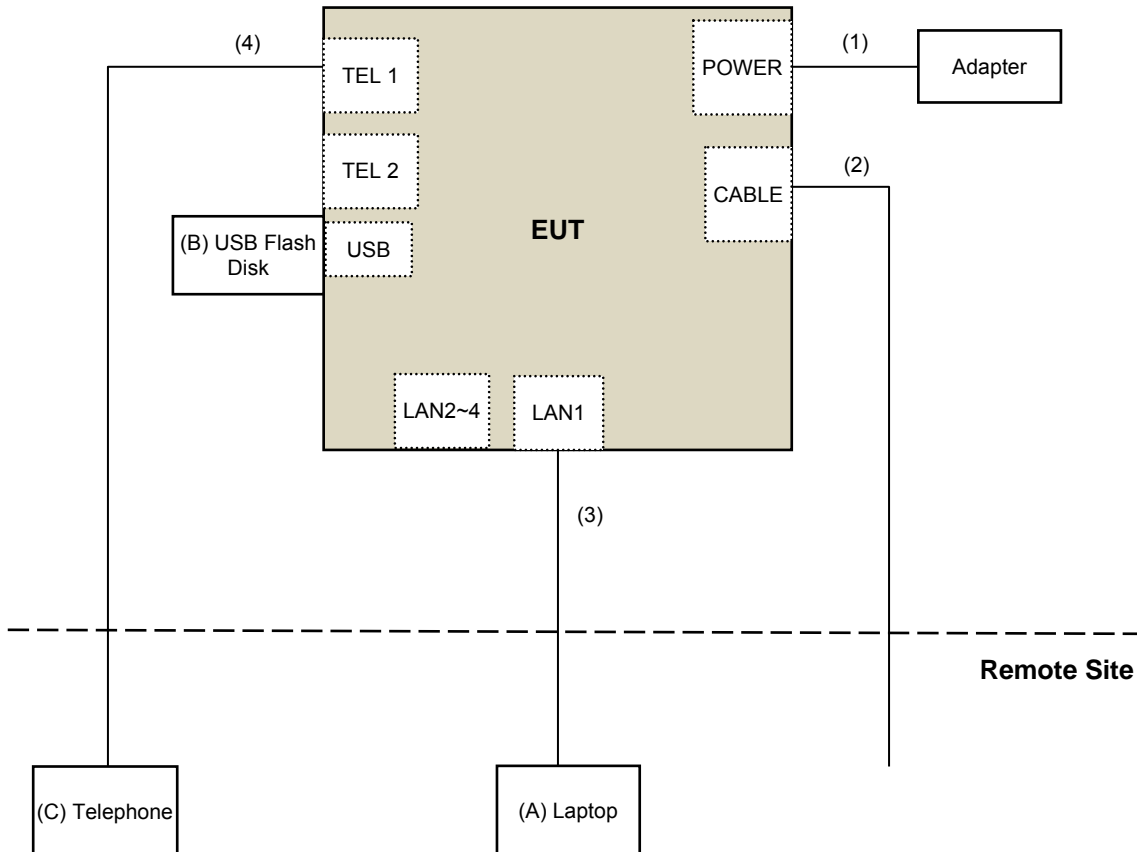 (4)
(1)
TEL 1
POWER
Adapter
TEL 2
(2)
CABLE
(B) USB Flash
Disk
USB
EUT
LAN2~4
LAN1
(3)
Remote Site
(C) Telephone
(A) Laptop